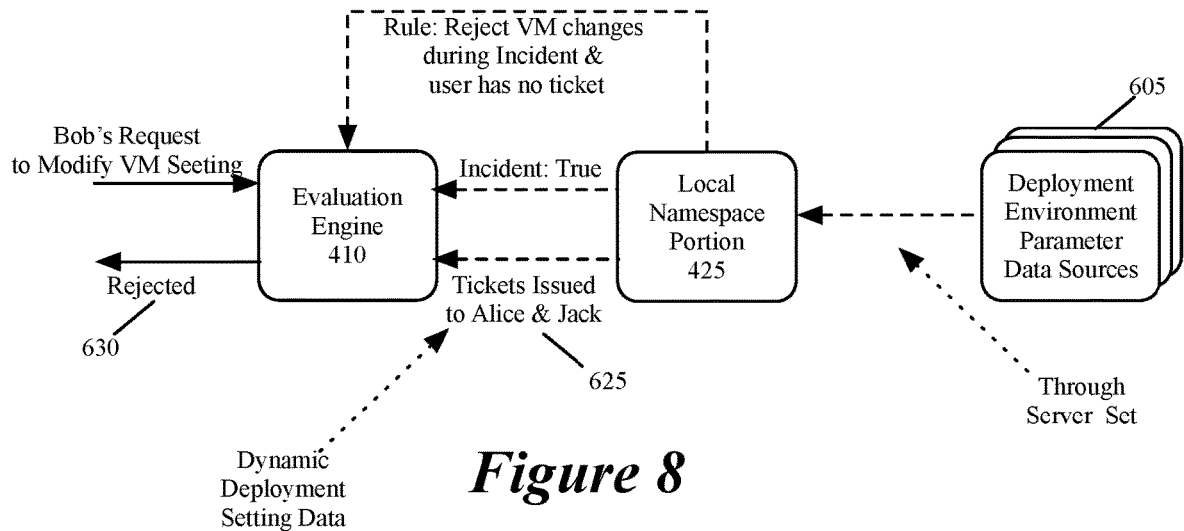 Rule: Reject VM changes
during Incident &
user has no ticket
605
Bob's Request
to Modify VM Seeting
Evaluation
Engine
410
Incident: True
Local
Namespace
Portion
425
Deployment
Environment
Parameter
Data Sources
Rejected
Tickets Issued
to Alice & Jack
630
625
Through
Server Set
Dynamic
Deployment
Setting Data
Figure 8